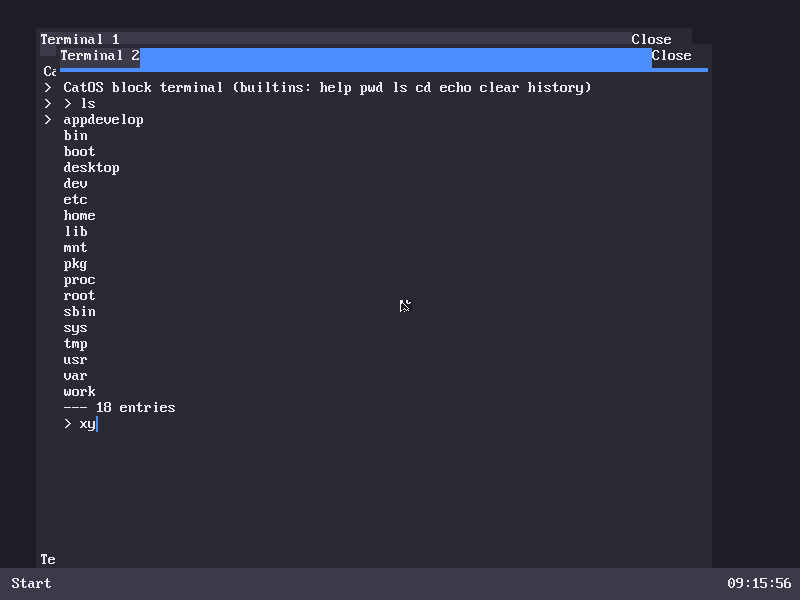 Terminal 1 Close
Terminal 2 Close
Ca
> CatOS block terminal (builtins: help pwd ls cd echo clear history)
> > ls
> appdevelop
bin
boot
desktop
dev
etc
home
lib
mnt
pkg
proc
root
sbin
sys
tmp
usr
var
work
--- 18 entries
> xy
Te
Start 09:15:56